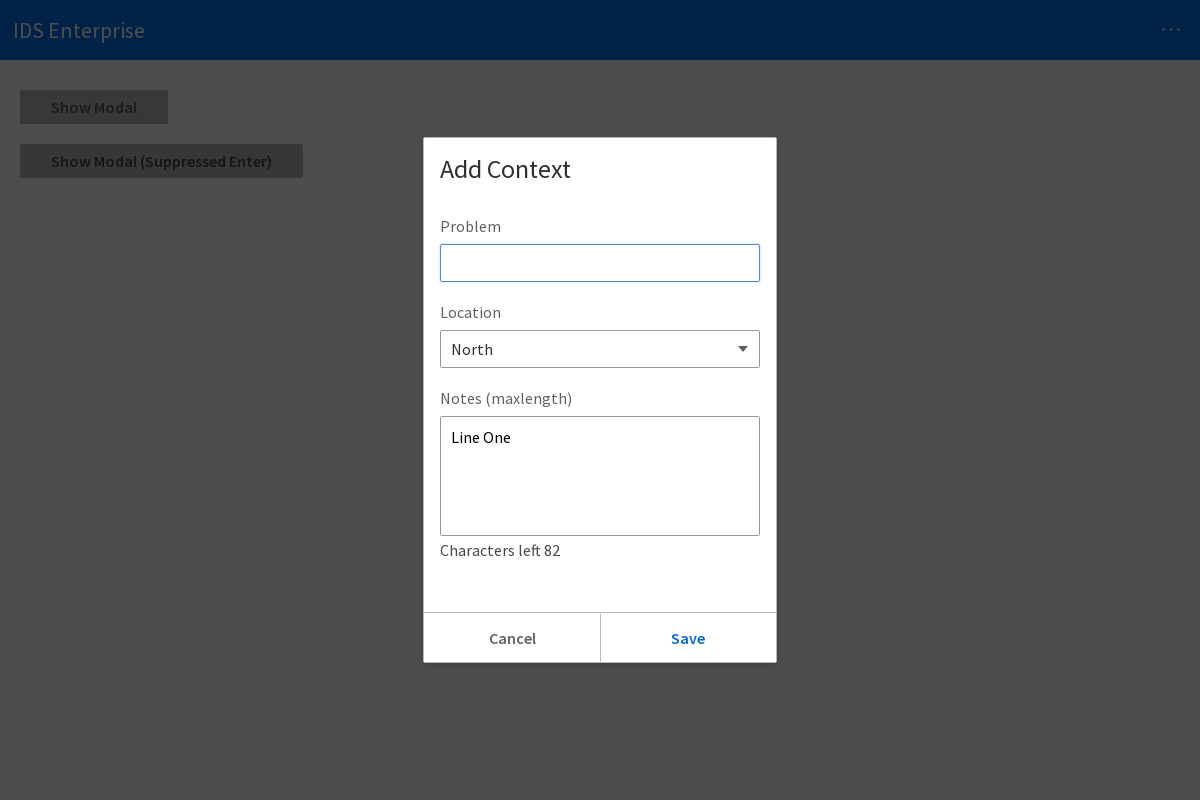 IDS Enterprise
Show Modal
Show Modal (Suppressed Enter)
Add Context
Problem
Location
North
Notes (maxlength)
Line One
Characters left 82
Cancel
Save